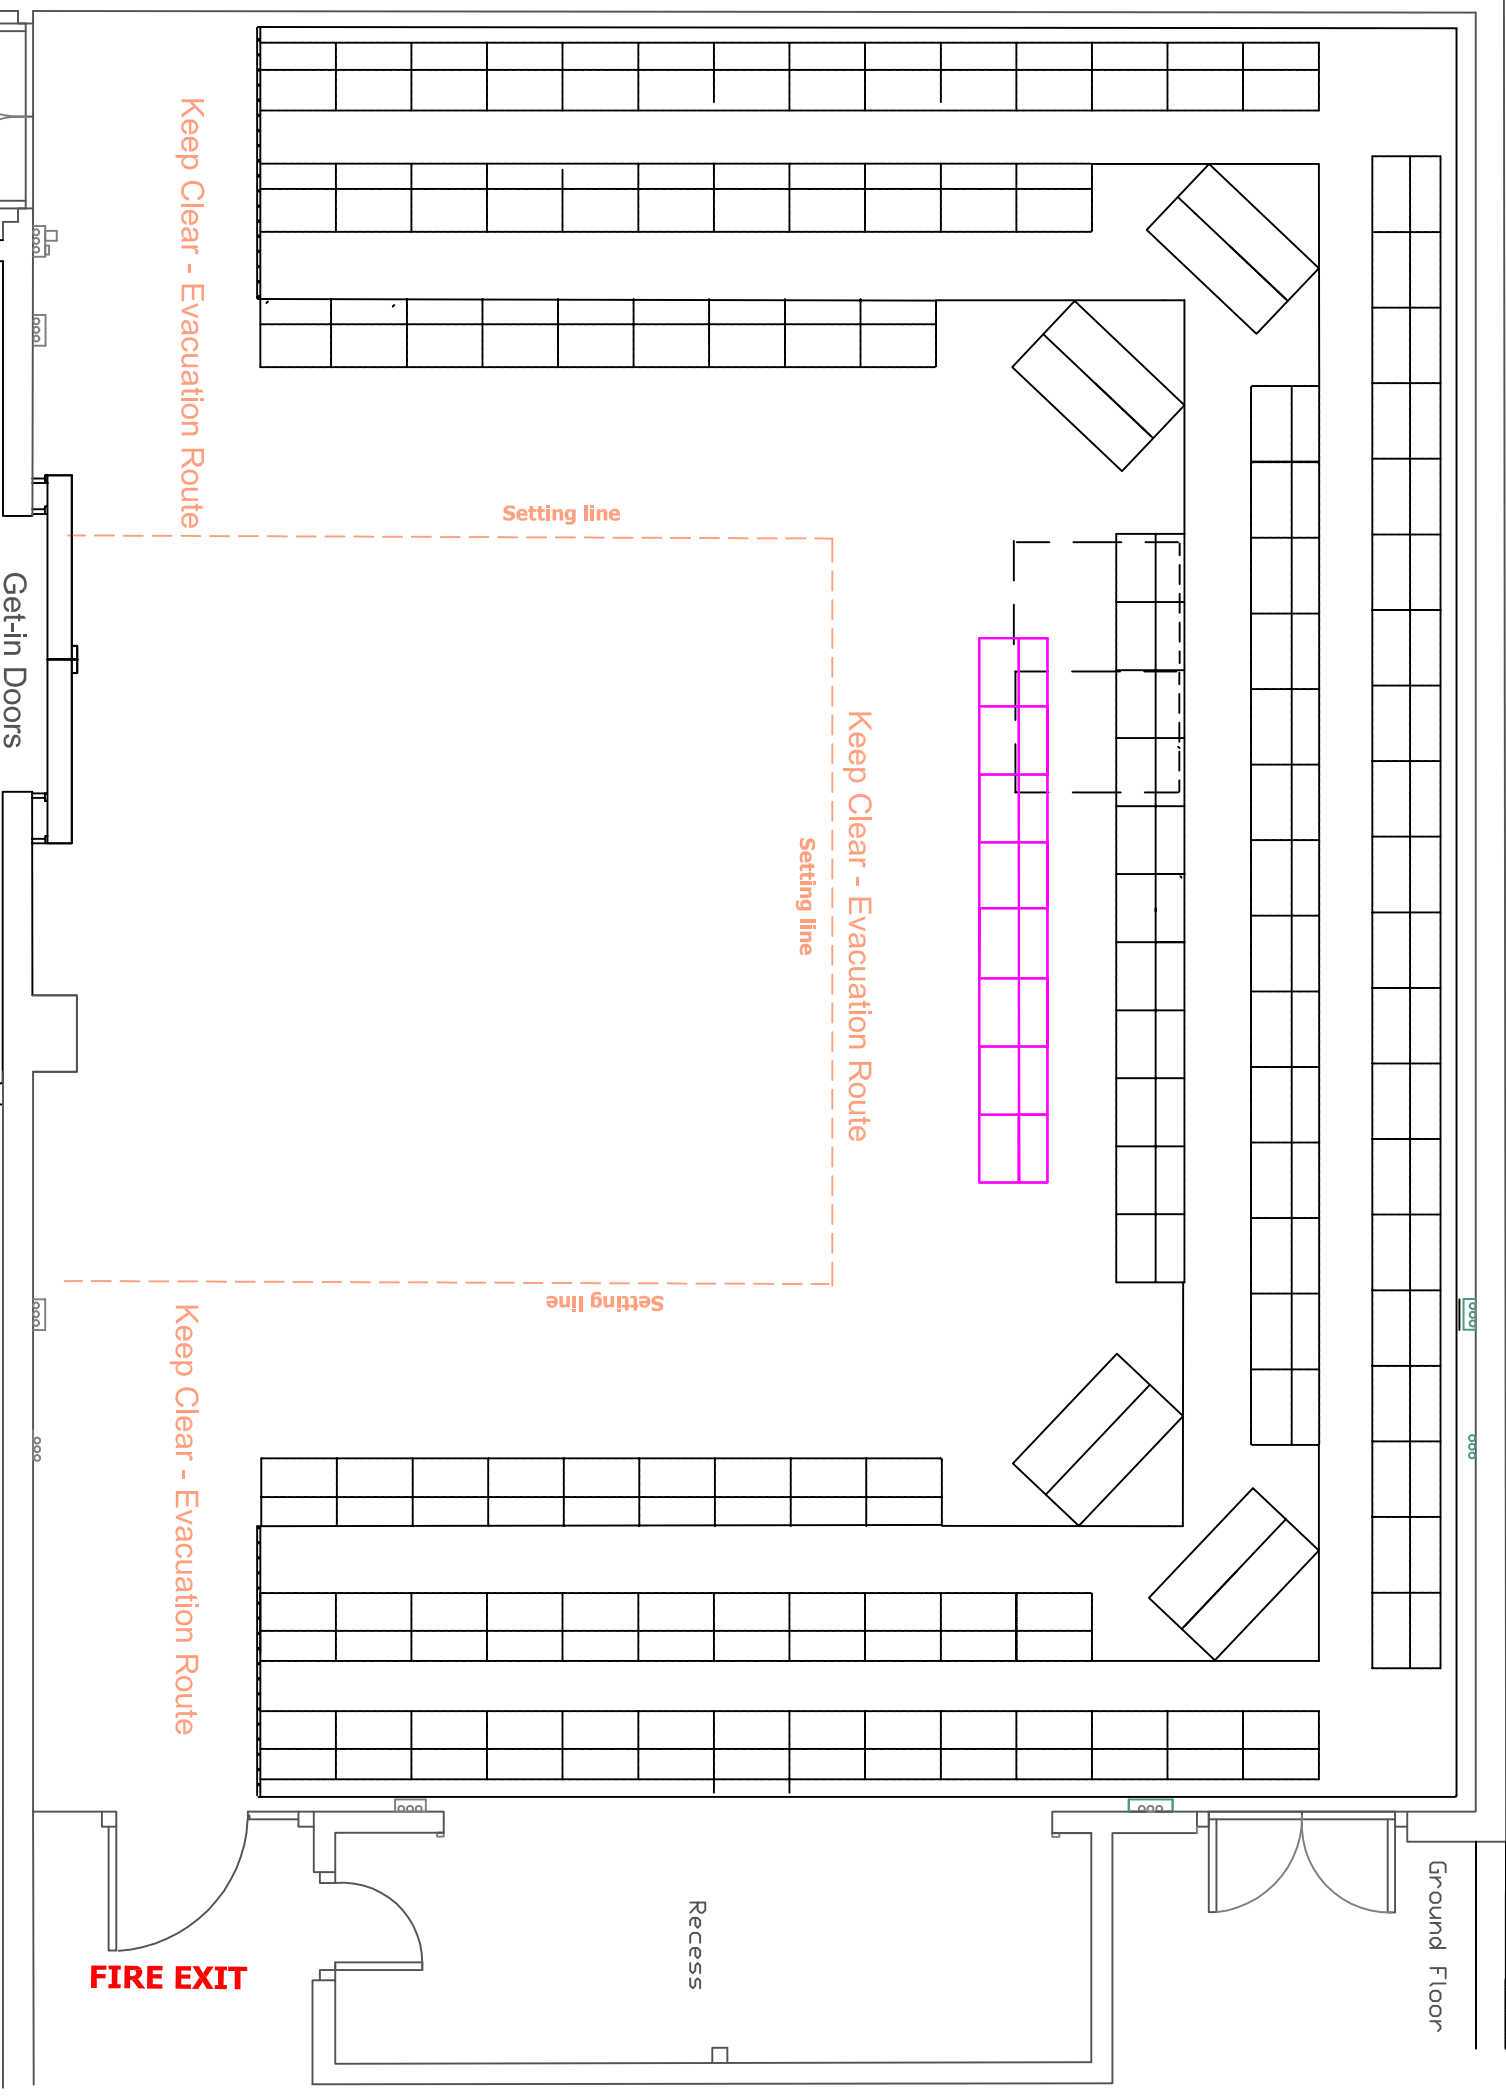 Keep Clear - Evacuation Route
Setting line
Get-in Doors
Keep Clear - Evacuation Route
Setting line
Setting line
Keep Clear - Evacuation Route
Ground Floor
Recess
FIRE EXIT